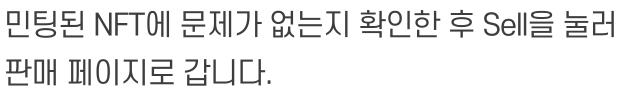 민팅된 NFT에 문제가 없는지 확인한 후 Sell을 눌러
판매 페이지로 갑니다.